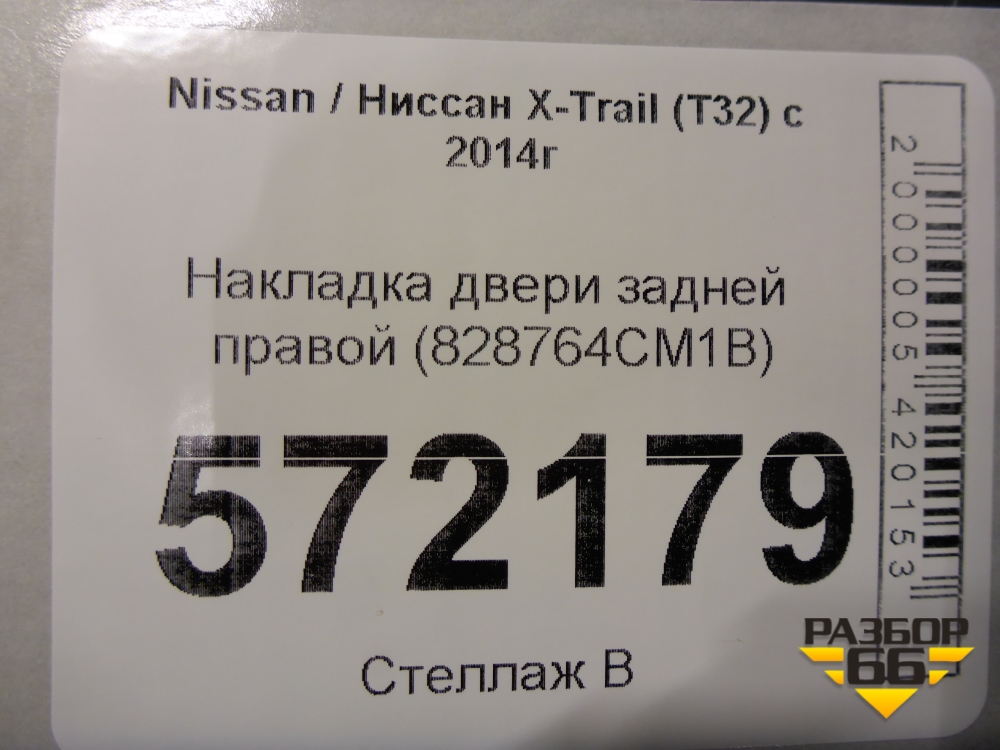 Nissan / Ниссан X-Trail (T32) с
2014г
Накладка двери задней
правой (828764CM1B)
572179
Стеллаж В
2000005420153
РАЗБОР
66